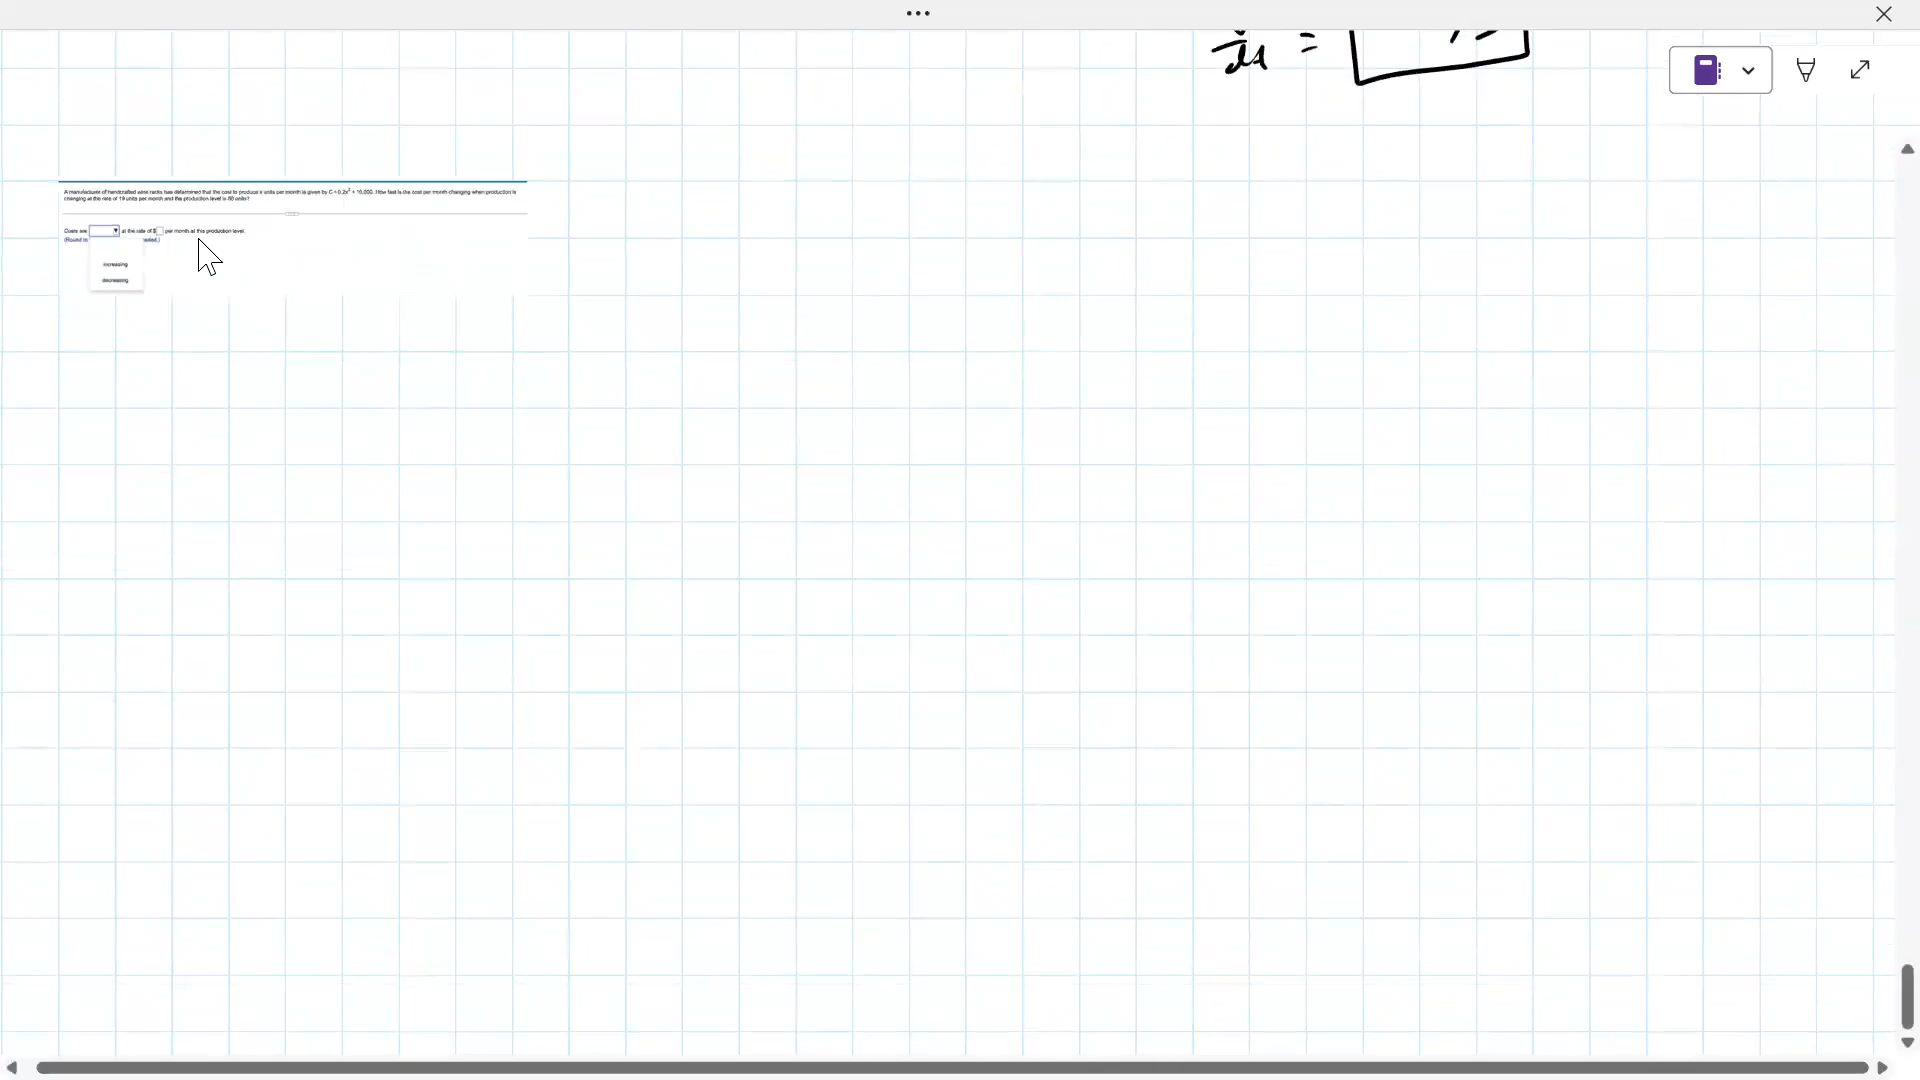 =
A manufacturer of handcrafted wine racks has determined that the cost to produce x units per month is given by C = 0.2x² + 10,000. How fast is the cost per month changing when production is
changing at the rate of 19 units per month and the production level is 80 units?
Costs are at the rate of $ per month at this production level.
(Round to needed.)
increasing
decreasing